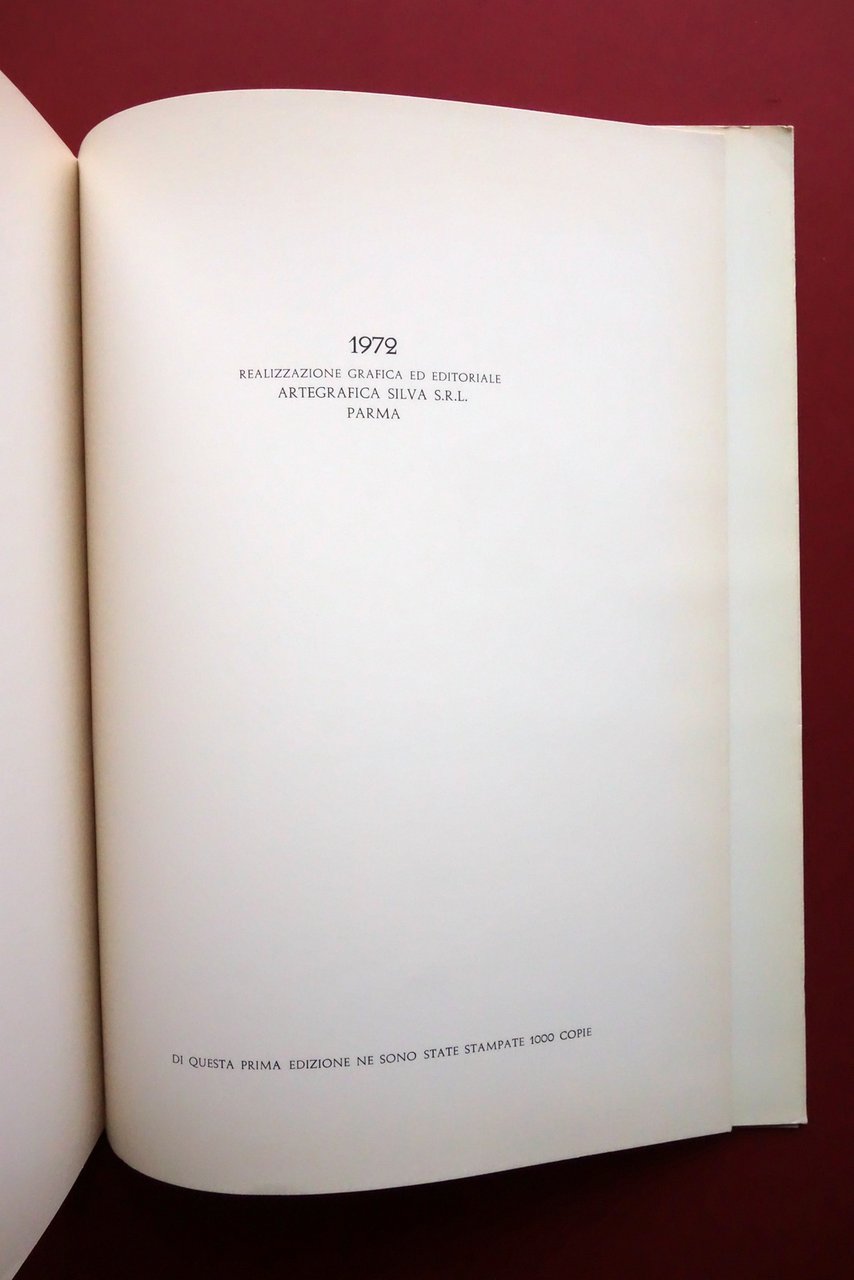 1972
REALIZZAZIONE GRAFICA ED EDITORIALE
ARTEGRAFICA SILVA S.R.L.
PARMA
DI QUESTA PRIMA EDIZIONE NE SONO STATE STAMPATE 1000 COPIE